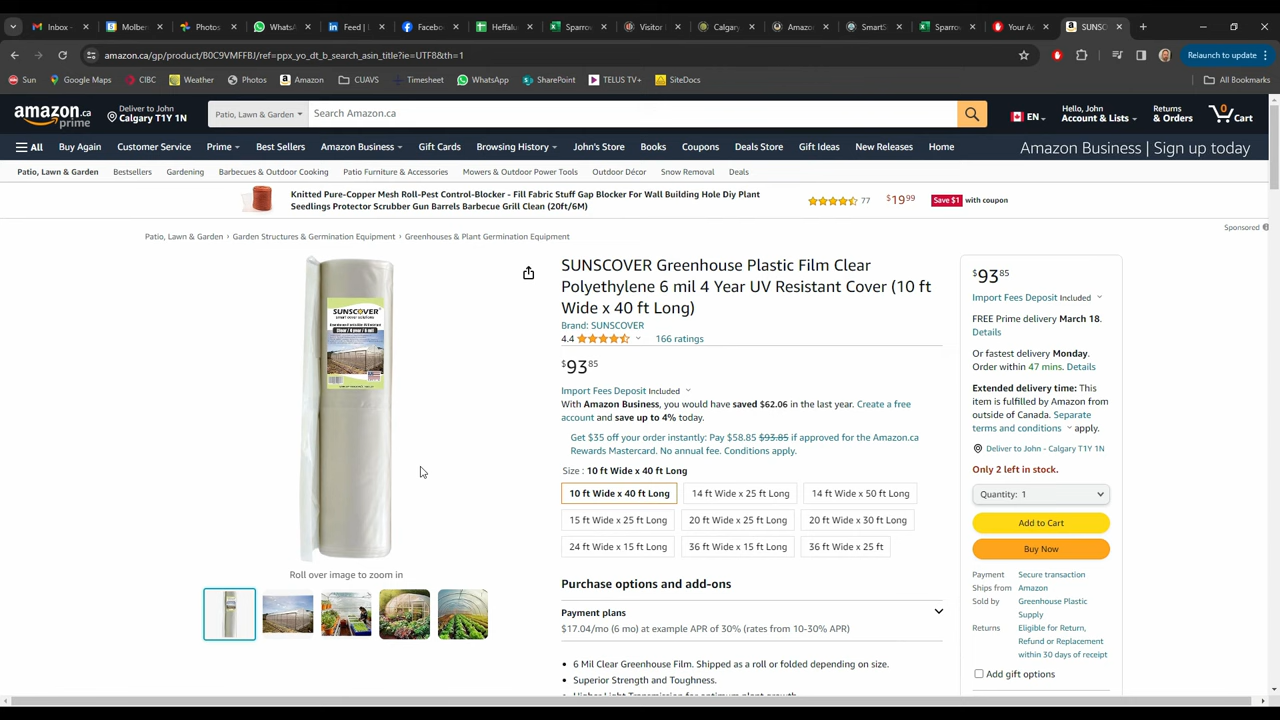 Inbox -
Molbe
Photos
WhatsA
Feed |
Faceboo
Heffalu
Sparrov
Visitor I
Calgary
Amazo
SmartS
Sparro
Your A
SUNSC
amazon.ca/gp/product/B0C9VMFFBJ/ref=ppx_yo_dt_b_search_asin_title?ie=UTF8&th=1
Relaunch to update
Sun
Google Maps
CIBC
Weather
Photos
Amazon
CUAVS
Timesheet
WhatsApp
SharePoint
TELUS TV+
SiteDocs
All Bookmarks
amazon.ca
prime
Deliver to John
Calgary T1Y 1N
Patio, Lawn & Garden
Search Amazon.ca
EN
Hello, John
Account & Lists
Returns
& Orders
0
Cart
All
Buy Again
Customer Service
Prime
Best Sellers
Amazon Business
Gift Cards
Browsing History
John's Store
Books
Coupons
Deals Store
Gift Ideas
New Releases
Home
Amazon Business | Sign up today
Patio, Lawn & Garden
Bestsellers
Gardening
Barbecues & Outdoor Cooking
Patio Furniture & Accessories
Mowers & Outdoor Power Tools
Outdoor Décor
Snow Removal
Deals
Knitted Pure-Copper Mesh Roll-Pest Control-Blocker - Fill Fabric Stuff Gap Blocker For Wall Building Hole Diy Plant
Seedlings Protector Scrubber Gun Barrels Barbecue Grill Clean (20ft/6M)
77
$19.99
Save $1 with coupon
Sponsored
Patio, Lawn & Garden › Garden Structures & Germination Equipment › Greenhouses & Plant Germination Equipment
SUNSCOVER
Roll over image to zoom in
SUNSCOVER Greenhouse Plastic Film Clear
Polyethylene 6 mil 4 Year UV Resistant Cover (10 ft
Wide x 40 ft Long)
Brand: SUNSCOVER
4.4
166 ratings
$93.85
Import Fees Deposit Included
With Amazon Business, you would have saved $62.06 in the last year. Create a free
account and save up to 4% today.
Get $35 off your order instantly: Pay $58.85 $93.85 if approved for the Amazon.ca
Rewards Mastercard. No annual fee. Conditions apply.
Size : 10 ft Wide x 40 ft Long
10 ft Wide x 40 ft Long
14 ft Wide x 25 ft Long
14 ft Wide x 50 ft Long
15 ft Wide x 25 ft Long
20 ft Wide x 25 ft Long
20 ft Wide x 30 ft Long
24 ft Wide x 15 ft Long
36 ft Wide x 15 ft Long
36 ft Wide x 25 ft
Purchase options and add-ons
Payment plans
$17.04/mo (6 mo) at example APR of 30% (rates from 10-30% APR)
• 6 Mil Clear Greenhouse Film. Shipped as a roll or folded depending on size.
• Superior Strength and Toughness.
• Higher Light Transmission for optimum plant growth.
$93.85
Import Fees Deposit Included
FREE Prime delivery March 18.
Details
Or fastest delivery Monday.
Order within 47 mins. Details
Extended delivery time: This
item is fulfilled by Amazon from
outside of Canada. Separate
terms and conditions apply.
Deliver to John - Calgary T1Y 1N
Only 2 left in stock.
Quantity: 1
Add to Cart
Buy Now
Payment Secure transaction
Ships from Amazon
Sold by Greenhouse Plastic
Supply
Returns Eligible for Return,
Refund or Replacement
within 30 days of receipt
Add gift options